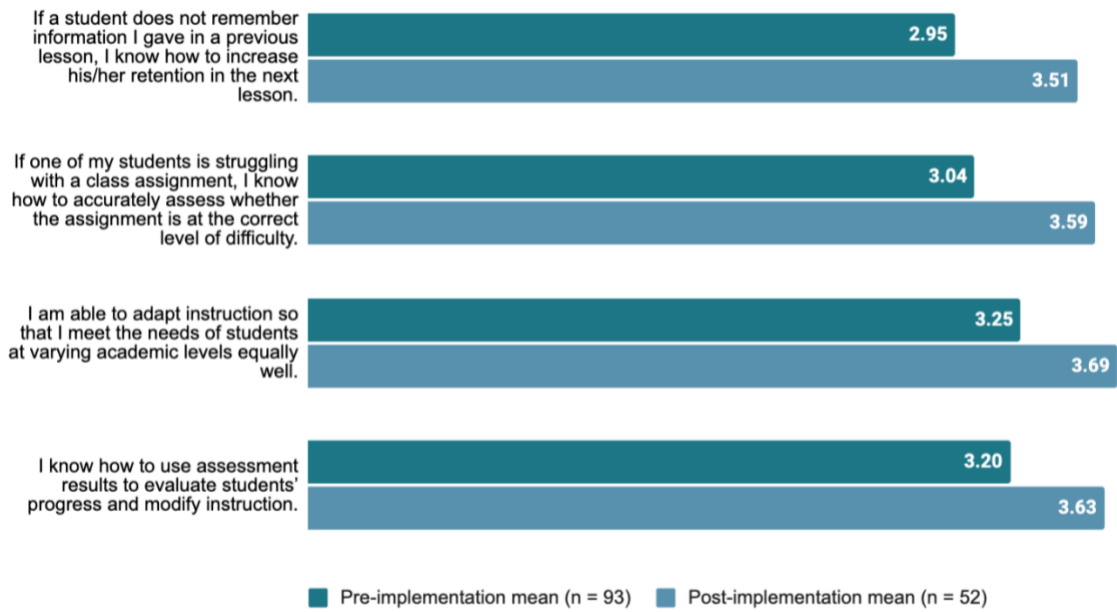 If a student does not remember
information I gave in a previous
lesson, I know how to increase
his/her retention in the next
lesson.
2.95
3.51
If one of my students is struggling
with a class assignment, I know
how to accurately assess whether
the assignment is at the correct
level of difficulty.
3.04
3.59
I am able to adapt instruction so
that I meet the needs of students
at varying academic levels equally
well.
3.25
3.69
I know how to use assessment
results to evaluate students’
progress and modify instruction.
3.20
3.63
Pre-implementation mean (n = 93)
Post-implementation mean (n = 52)